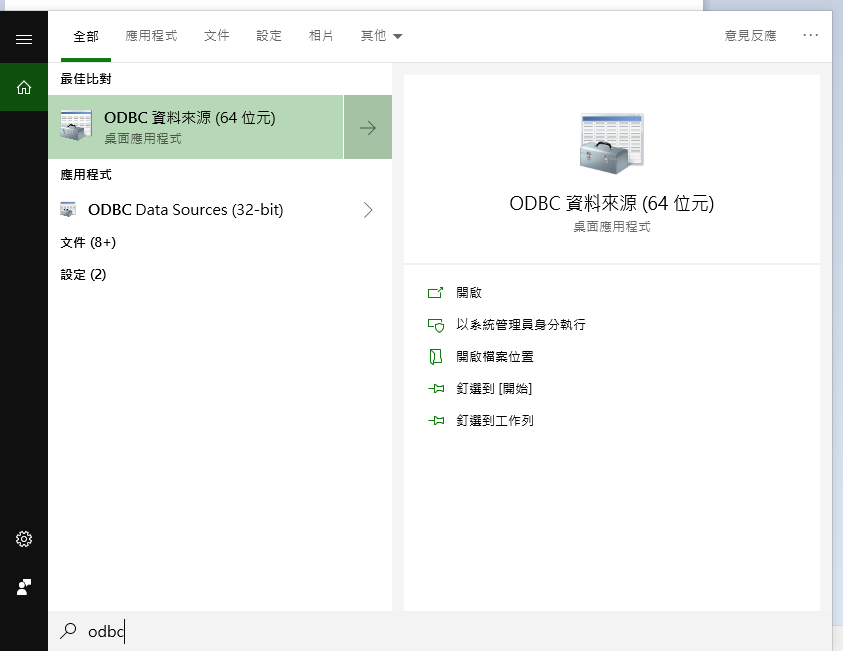 全部 應用程式 文件 設定 相片 其他 意見反應 ...
最佳比對
ODBC 資料來源 (64 位元)
桌面應用程式
應用程式
ODBC Data Sources (32-bit)
文件 (8+)
設定 (2)
ODBC 資料來源 (64 位元)
桌面應用程式
開啟
以系統管理員身分執行
開啟檔案位置
釘選到 [開始]
釘選到工作列
odbc